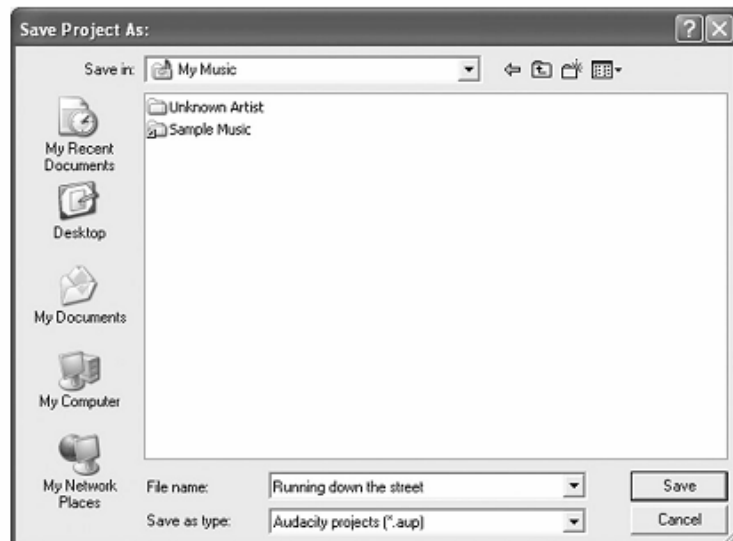 Save Project As:
Save in: My Music
Unknown Artist
Sample Music
My Recent
Documents
Desktop
My Documents
My Computer
My Network
Places
File name: Running down the street Save
Save as type: Audacity projects (*.aup) Cancel